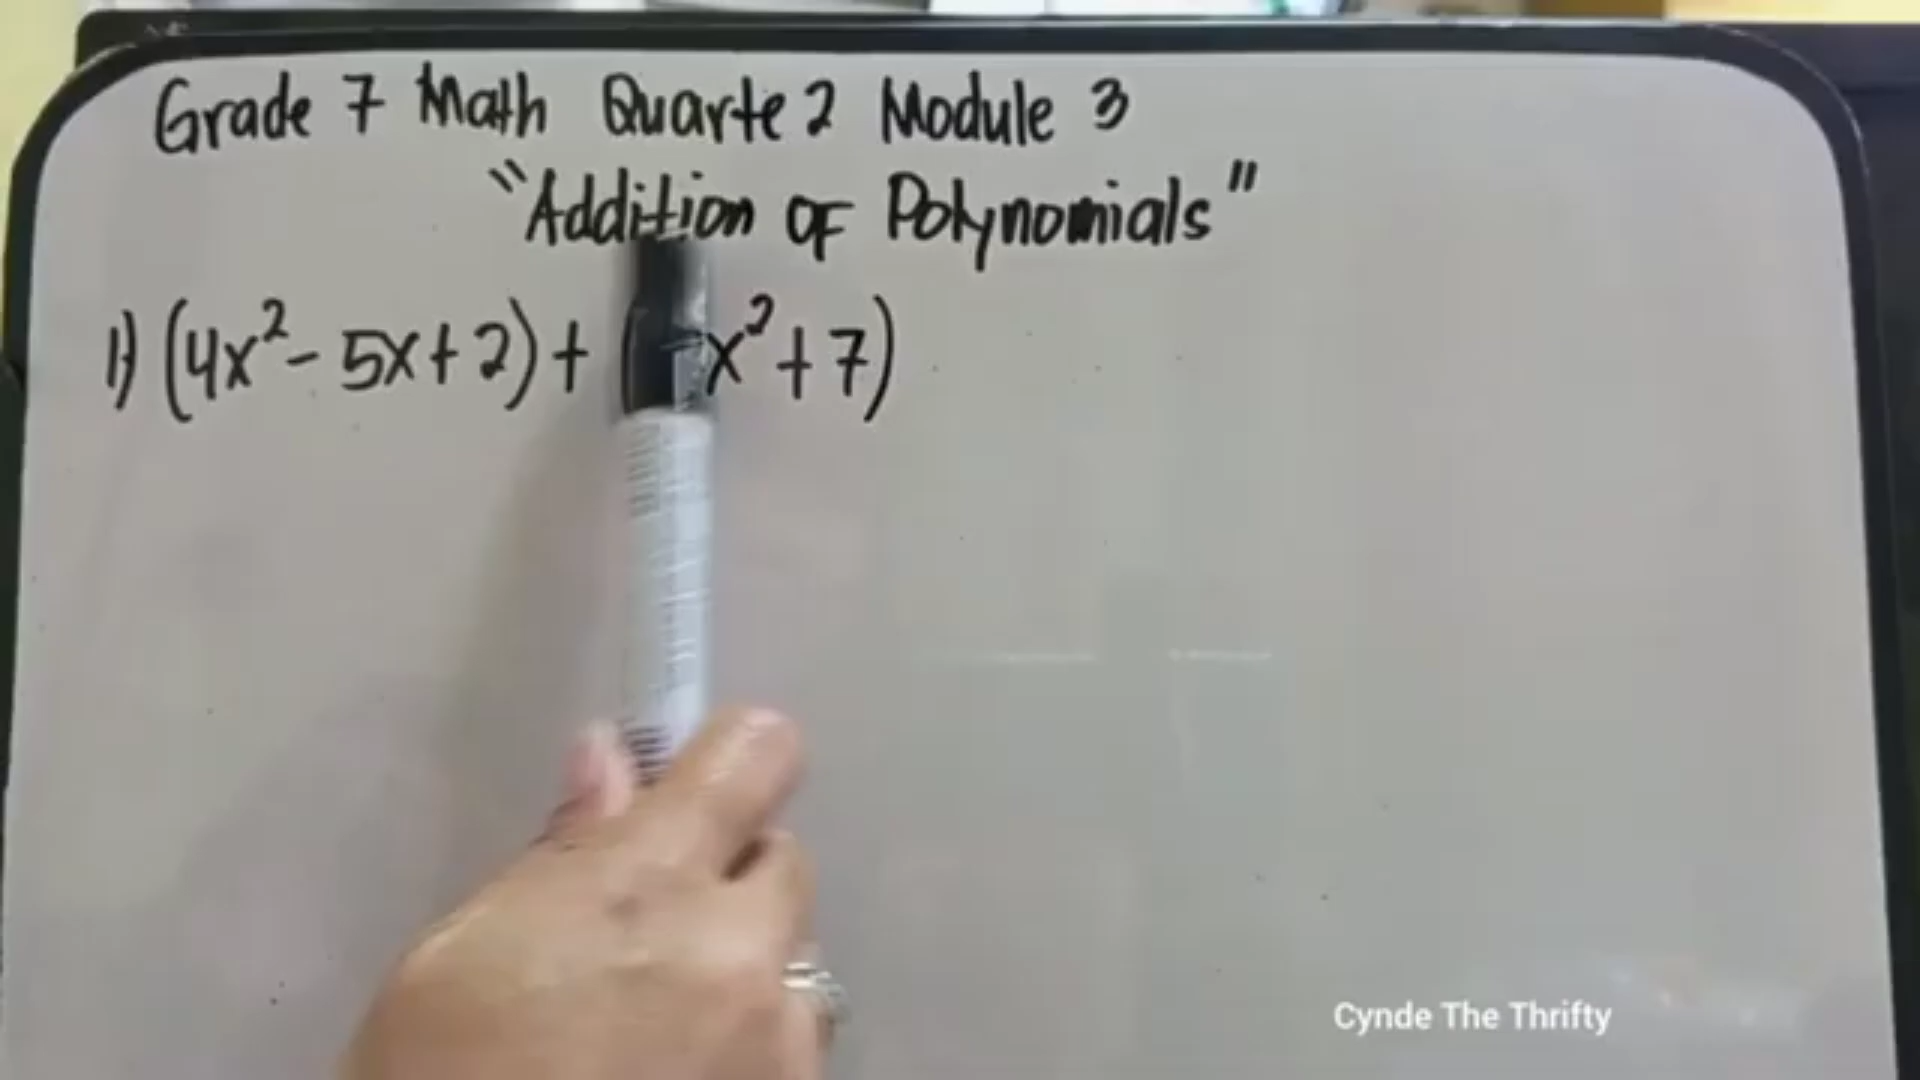 Grade 7 Math Quarte 2 Module 3
"Addition of Polynomials"
1) (4x² - 5x + 2) + ( x² + 7)
Cynde The Thrifty